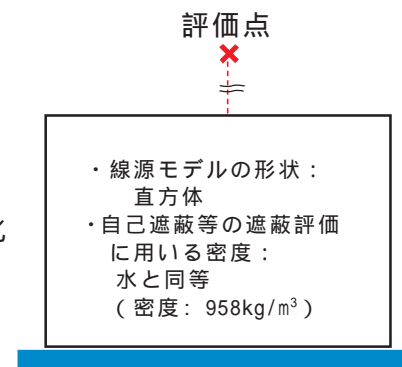 評価点
・線源モデルの形状：
直方体
・自己遮蔽等の遮蔽評価
に用いる密度：
水と同等
（密度：958kg/m³）